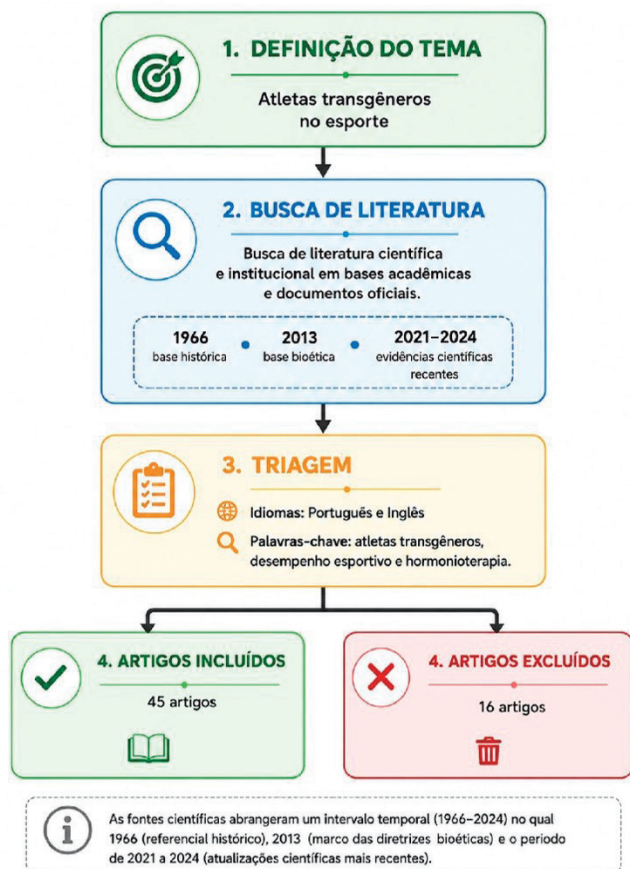 1. DEFINIÇÃO DO TEMA
Atletas transgêneros
no esporte
2. BUSCA DE LITERATURA
Busca de literatura científica
e institucional em bases acadêmicas
e documentos oficiais.
1966 • 2013 • 2021–2024
base histórica base bioética evidências científicas
recentes
3. TRIAGEM
Idiomas: Português e Inglês
Palavras-chave: atletas transgêneros,
desempenho esportivo e hormonioterapia.
4. ARTIGOS INCLUÍDOS
45 artigos
4. ARTIGOS EXCLUÍDOS
16 artigos
As fontes científicas abrangeram um intervalo temporal (1966–2024) no qual
1966 (referencial histórico), 2013 (marco das diretrizes bioéticas) e o período
de 2021 a 2024 (atualizações científicas mais recentes).